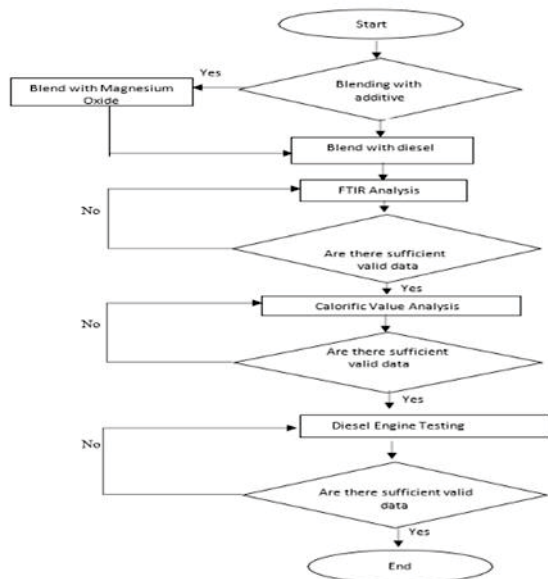 Start
Yes
Blending with
additive
Blend with Magnesium
Oxide
Blend with diesel
FTIR Analysis
No
Are there sufficient
valid data
Yes
Calorific Value Analysis
No
Are there sufficient
valid data
Yes
Diesel Engine Testing
No
Are there sufficient valid
data
Yes
End